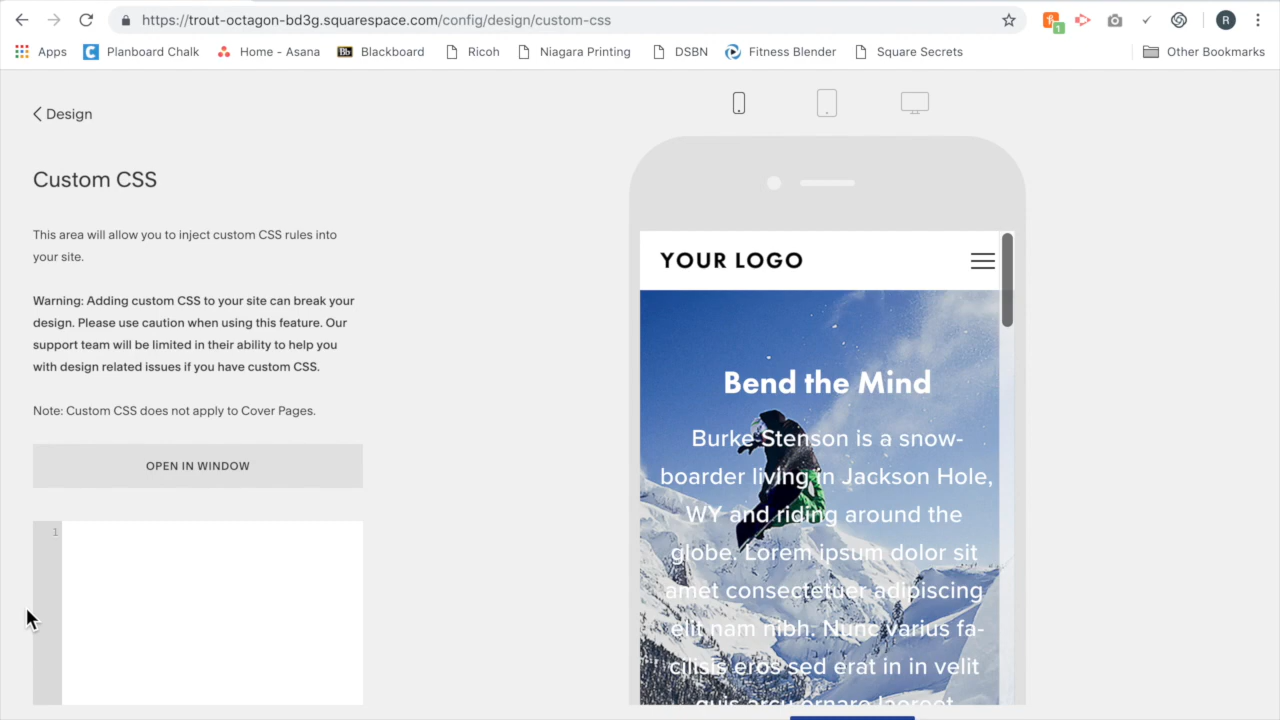 https://trout-octagon-bd3g.squarespace.com/config/design/custom-css
1
R
Apps
Planboard Chalk
Home - Asana
Bb
Blackboard
Ricoh
Niagara Printing
DSBN
Fitness Blender
Square Secrets
Other Bookmarks
Design
Custom CSS
This area will allow you to inject custom CSS rules into
your site.
Warning: Adding custom CSS to your site can break your
design. Please use caution when using this feature. Our
support team will be limited in their ability to help you
with design related issues if you have custom CSS.
Note: Custom CSS does not apply to Cover Pages.
OPEN IN WINDOW
1
YOUR LOGO
Bend the Mind
Burke Stenson is a snow-
boarder living in Jackson Hole,
WY and riding around the
globe. Lorem ipsum dolor sit
amet consectetuer adipiscing
elit nam nibh. Nunc varius fa-
cilisis eros sed erat in in velit
quis arcu ornare laoreet